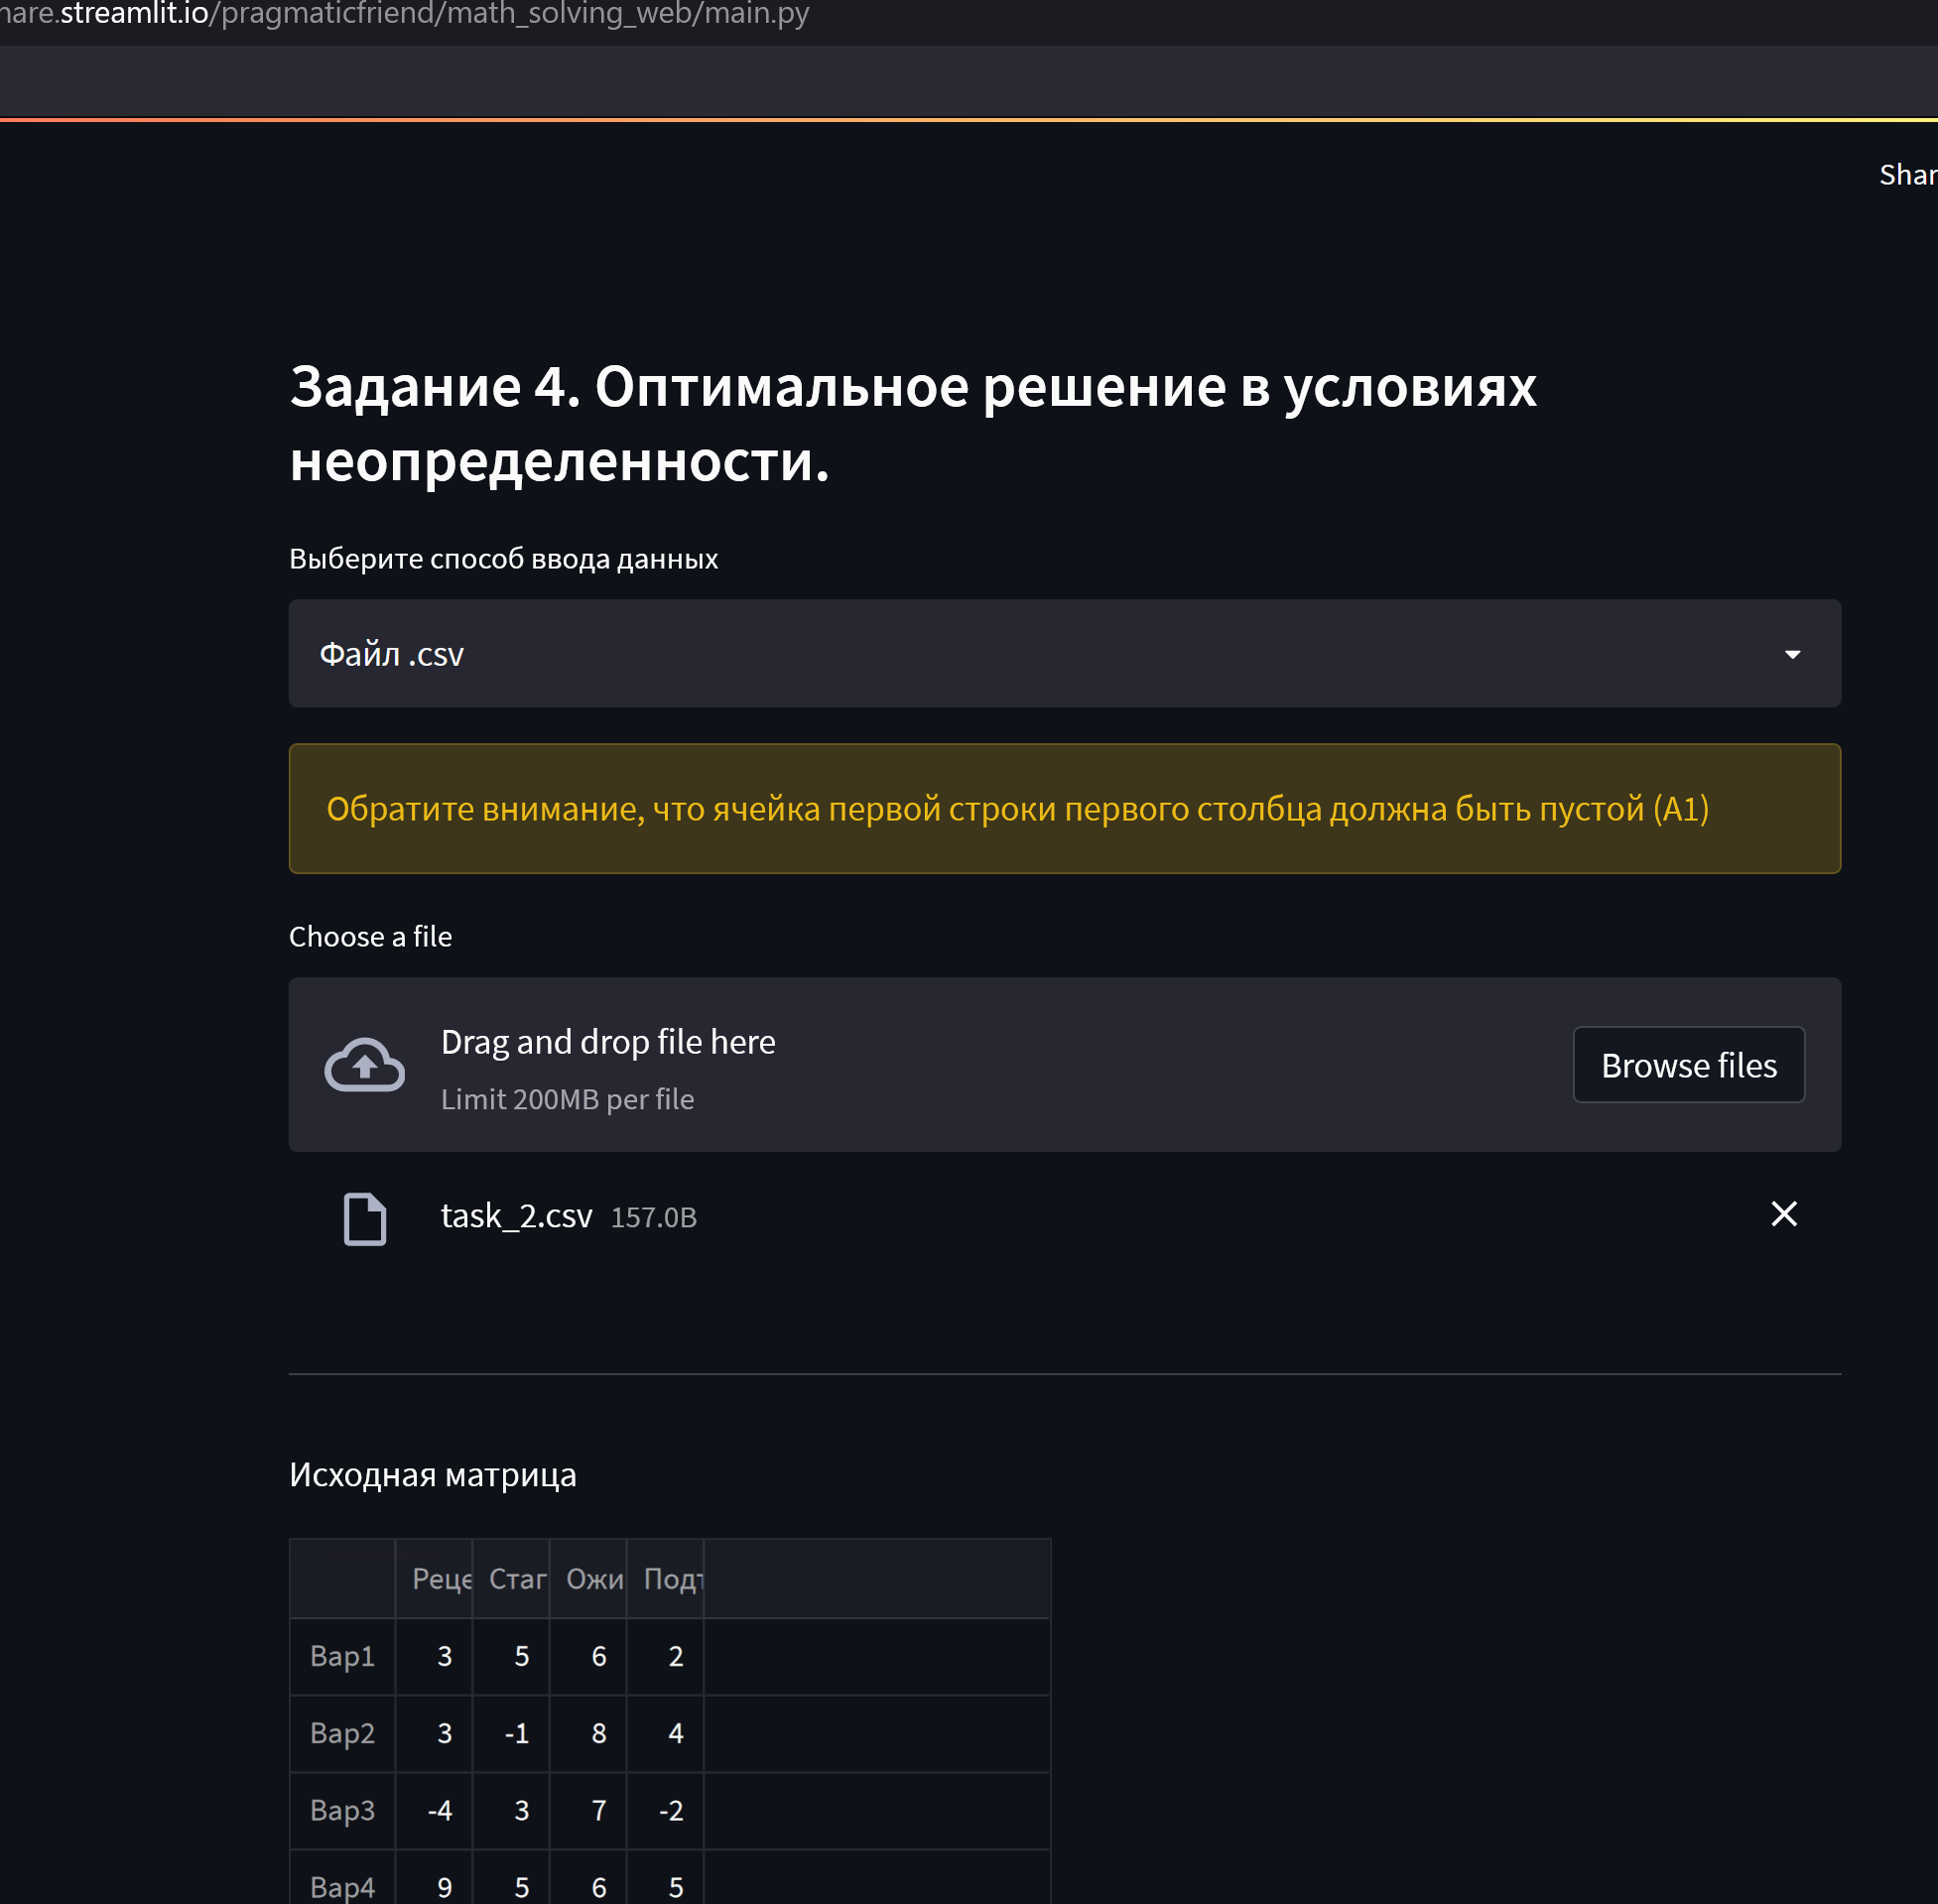 hare.streamlit.io/pragmaticfriend/math_solving_web/main.py
Shar
Задание 4. Оптимальное решение в условиях
неопределенности.
Выберите способ ввода данных
Файл .csv
Обратите внимание, что ячейка первой строки первого столбца должна быть пустой (A1)
Choose a file
Drag and drop file here
Limit 200MB per file
Browse files
task_2.csv 157.0B
Исходная матрица
Реце Стаг Ожи Подт
Вар1 3 5 6 2
Вар2 3 -1 8 4
Вар3 -4 3 7 -2
Вар4 9 5 6 5